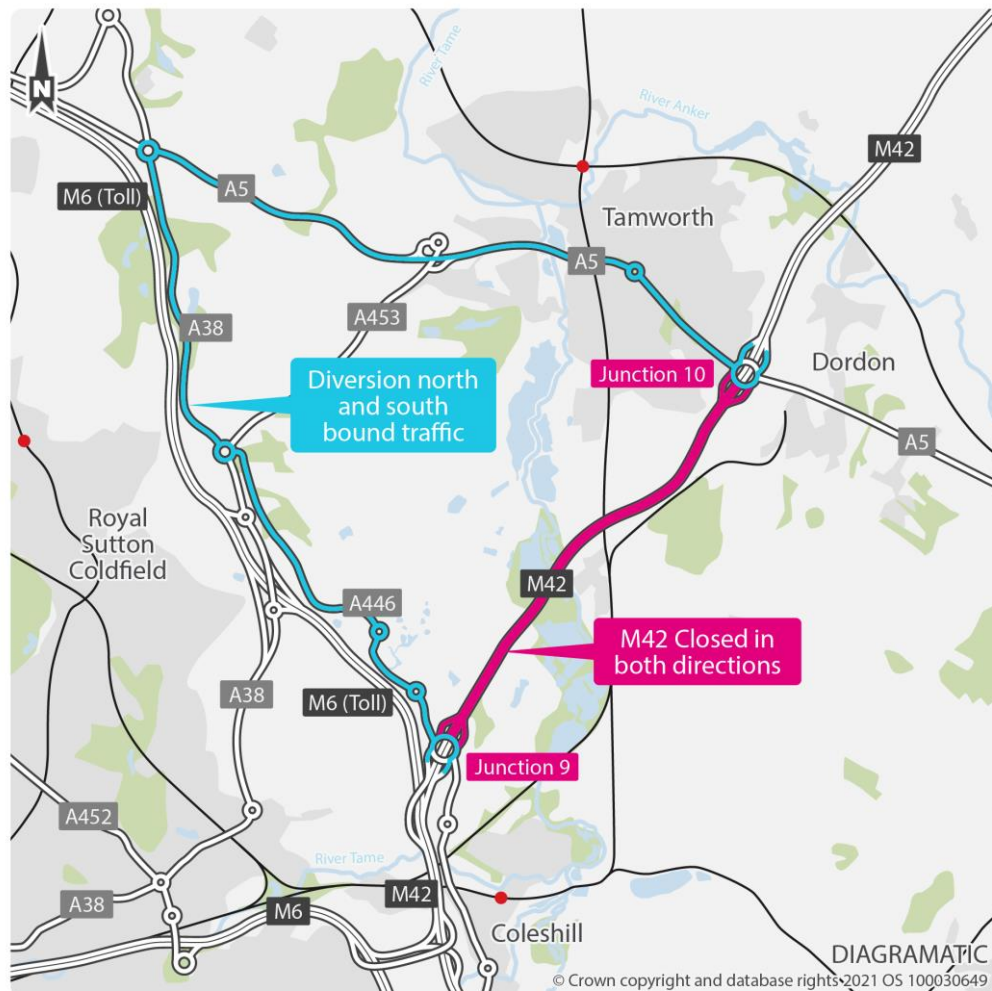 N
River Tame
River Anker
M42
M6 (Toll)
A5
Tamworth
A5
A453
A38
Diversion north
and south
bound traffic
Junction 10
Dordon
A5
Royal
Sutton
Coldfield
M42
A446
M42 Closed in
both directions
A38
M6 (Toll)
Junction 9
A452
River Tame
M42
A38
M6
Coleshill
DIAGRAMATIC
© Crown copyright and database rights 2021 OS 100030649